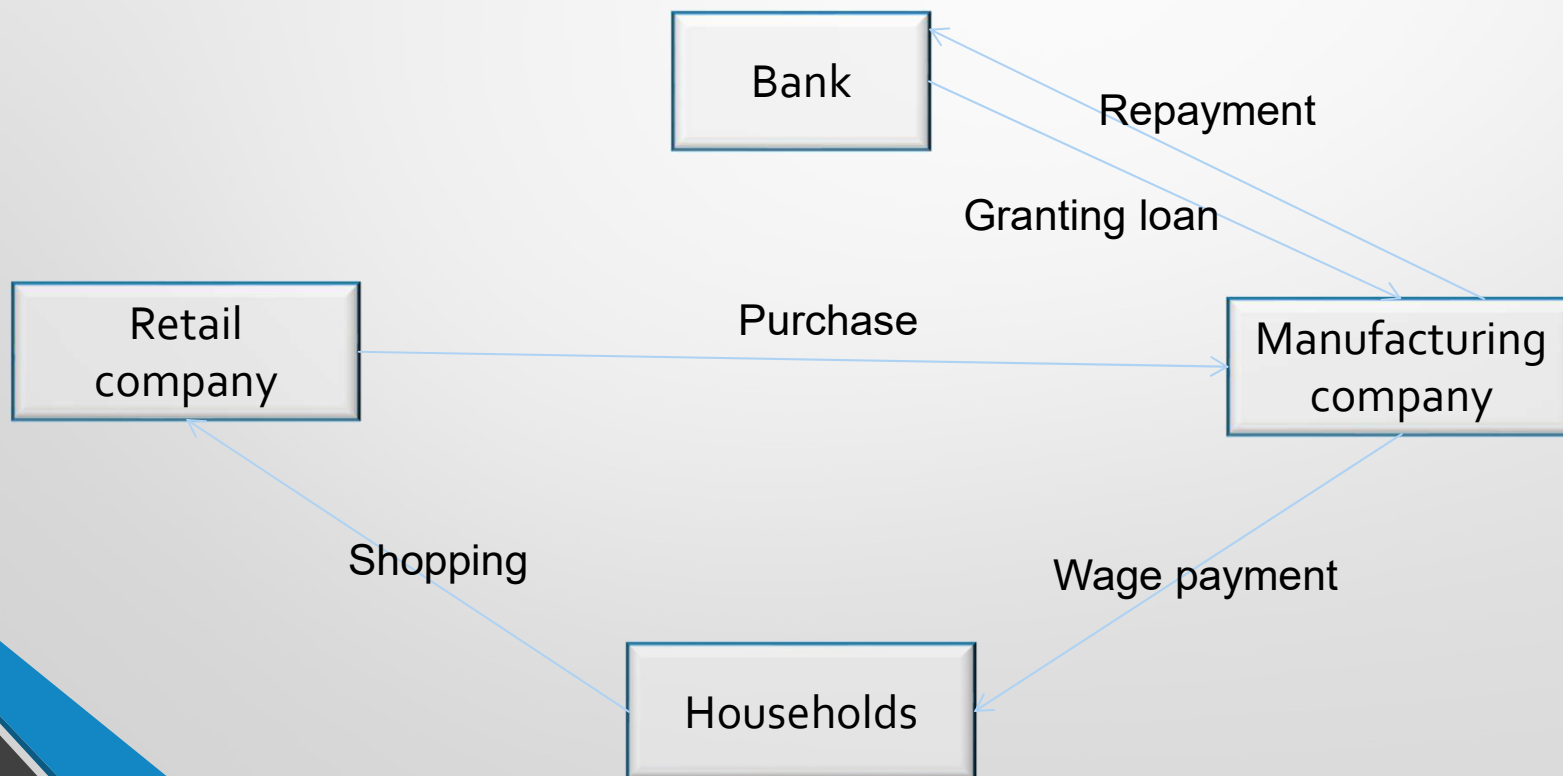 Bank
Repayment
Granting loan
Retail
company
Purchase
Manufacturing
company
Shopping
Wage payment
Households